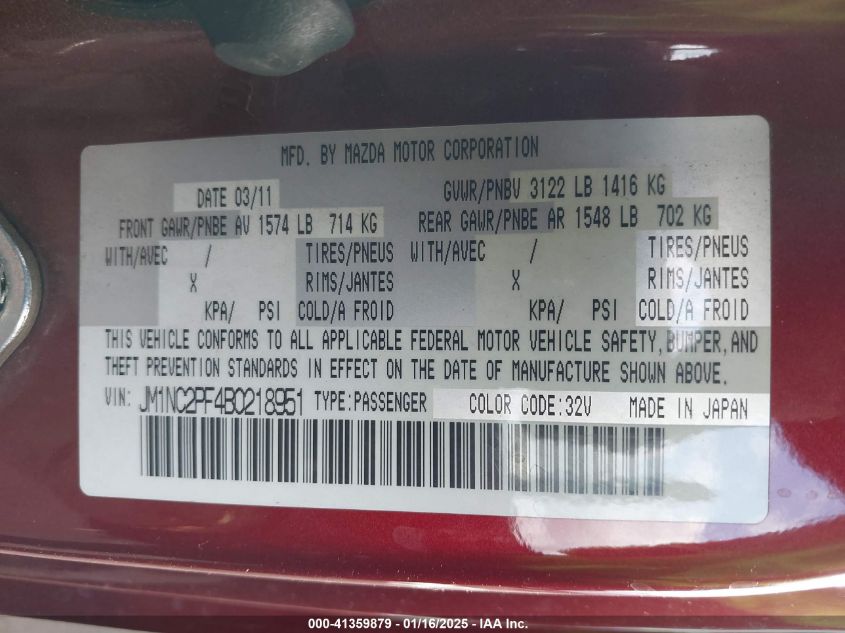 MFD. BY MAZDA MOTOR CORPORATION
DATE 03/11 GVWR/PNBV 3122 LB 1416 KG
FRONT GAWR/PNBE AV 1574 LB 714 KG REAR GAWR/PNBE AR 1548 LB 702 KG
WITH/AVEC / TIRES/PNEUS WITH/AVEC / TIRES/PNEUS
X RIMS/JANTES X RIMS/JANTES
KPA/ PSI COLD/A FROID KPA/ PSI COLD/A FROID
THIS VEHICLE CONFORMS TO ALL APPLICABLE FEDERAL MOTOR VEHICLE SAFETY, BUMPER, AND
THEFT PREVENTION STANDARDS IN EFFECT ON THE DATE OF MANUFACTURE SHOWN ABOVE.
VIN: JM1NC2PF4B0218951 TYPE:PASSENGER COLOR CODE:32V MADE IN JAPAN
000-41359879 - 01/16/2025 - IAA Inc.